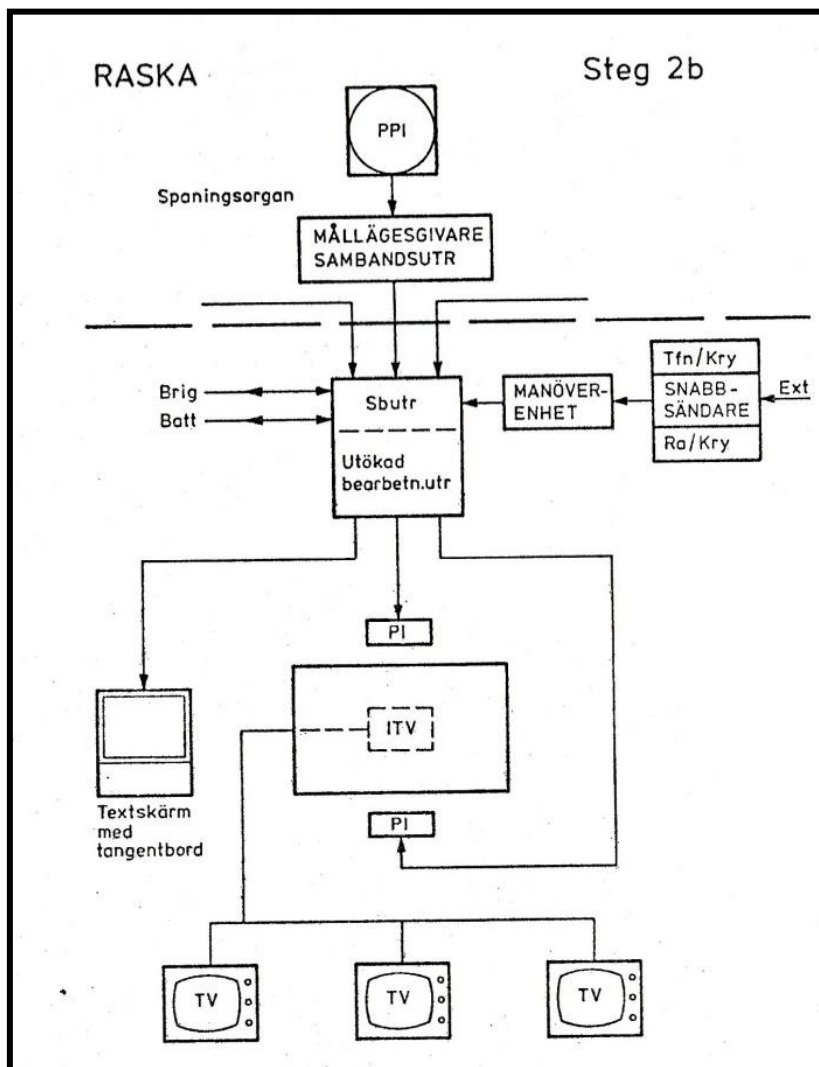 RASKA
Steg 2b
PPI
Spaningsorgan
MÅLLÄGESGIVARE
SAMBANDSUTR
Brig
Batt
Sbutr
Utökad
bearbetn.utr
MANÖVER-
ENHET
Tfn/Kry
SNABB-
SÄNDARE
Ra/Kry
Ext
PI
ITV
PI
Textskärm
med
tangentbord
TV
TV
TV